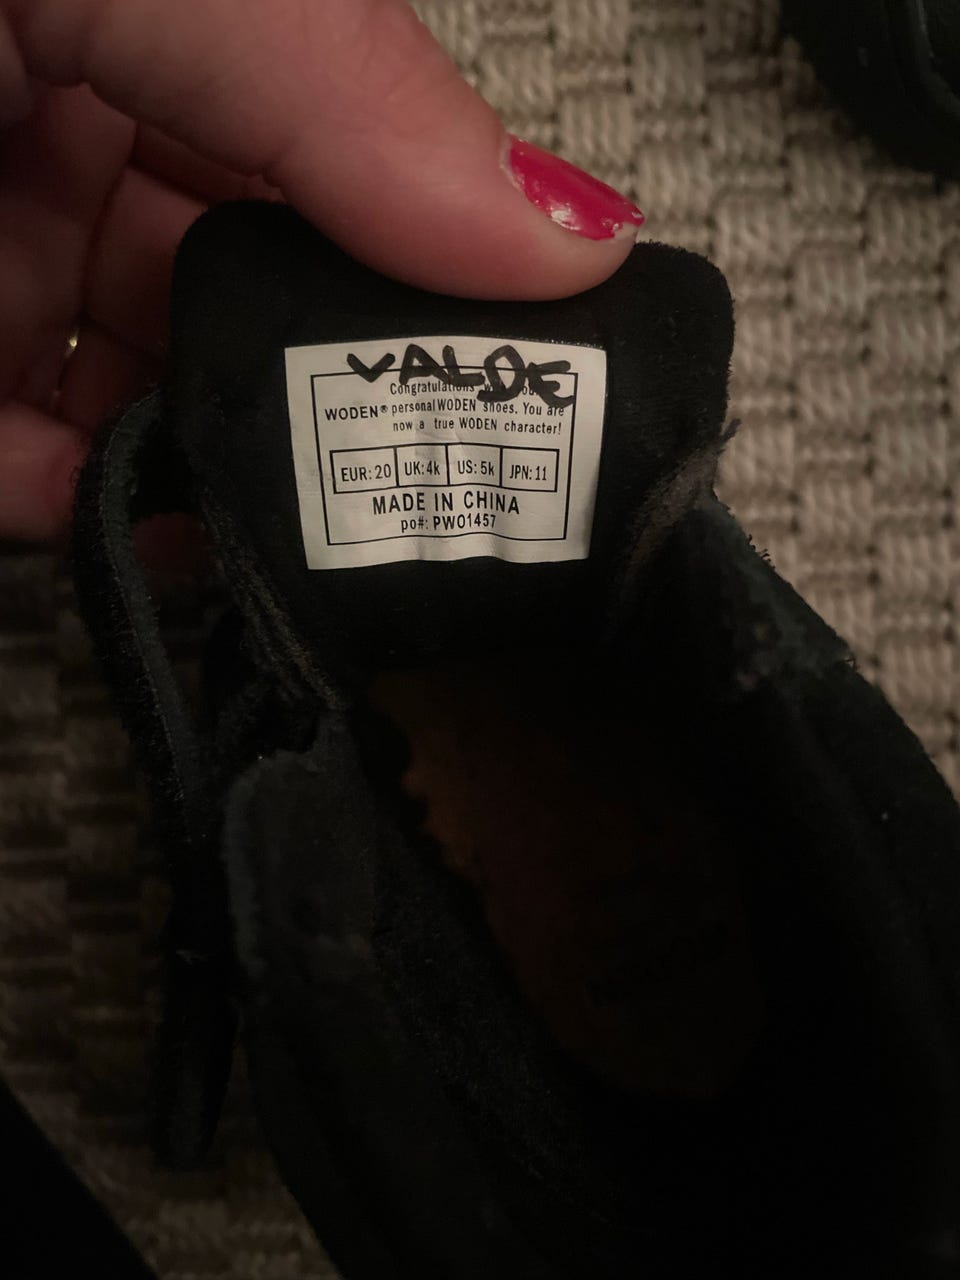 VALDE
Congratulations
WODEN® personal WODEN shoes. You are
now a true WODEN character!
EUR: 20 UK: 4k US: 5k JPN: 11
MADE IN CHINA
po#: PWO1457